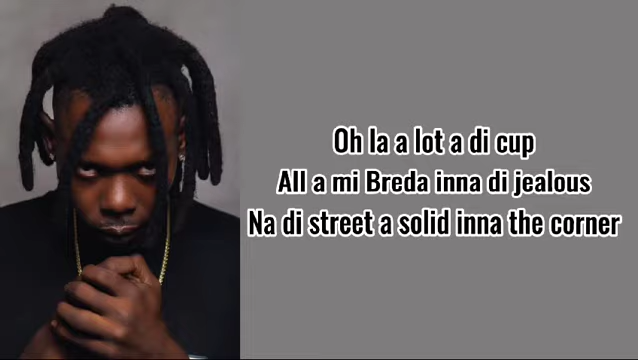 Oh la a lot a di cup
All a mi Breda inna di jealous
Na di street a solid inna the corner